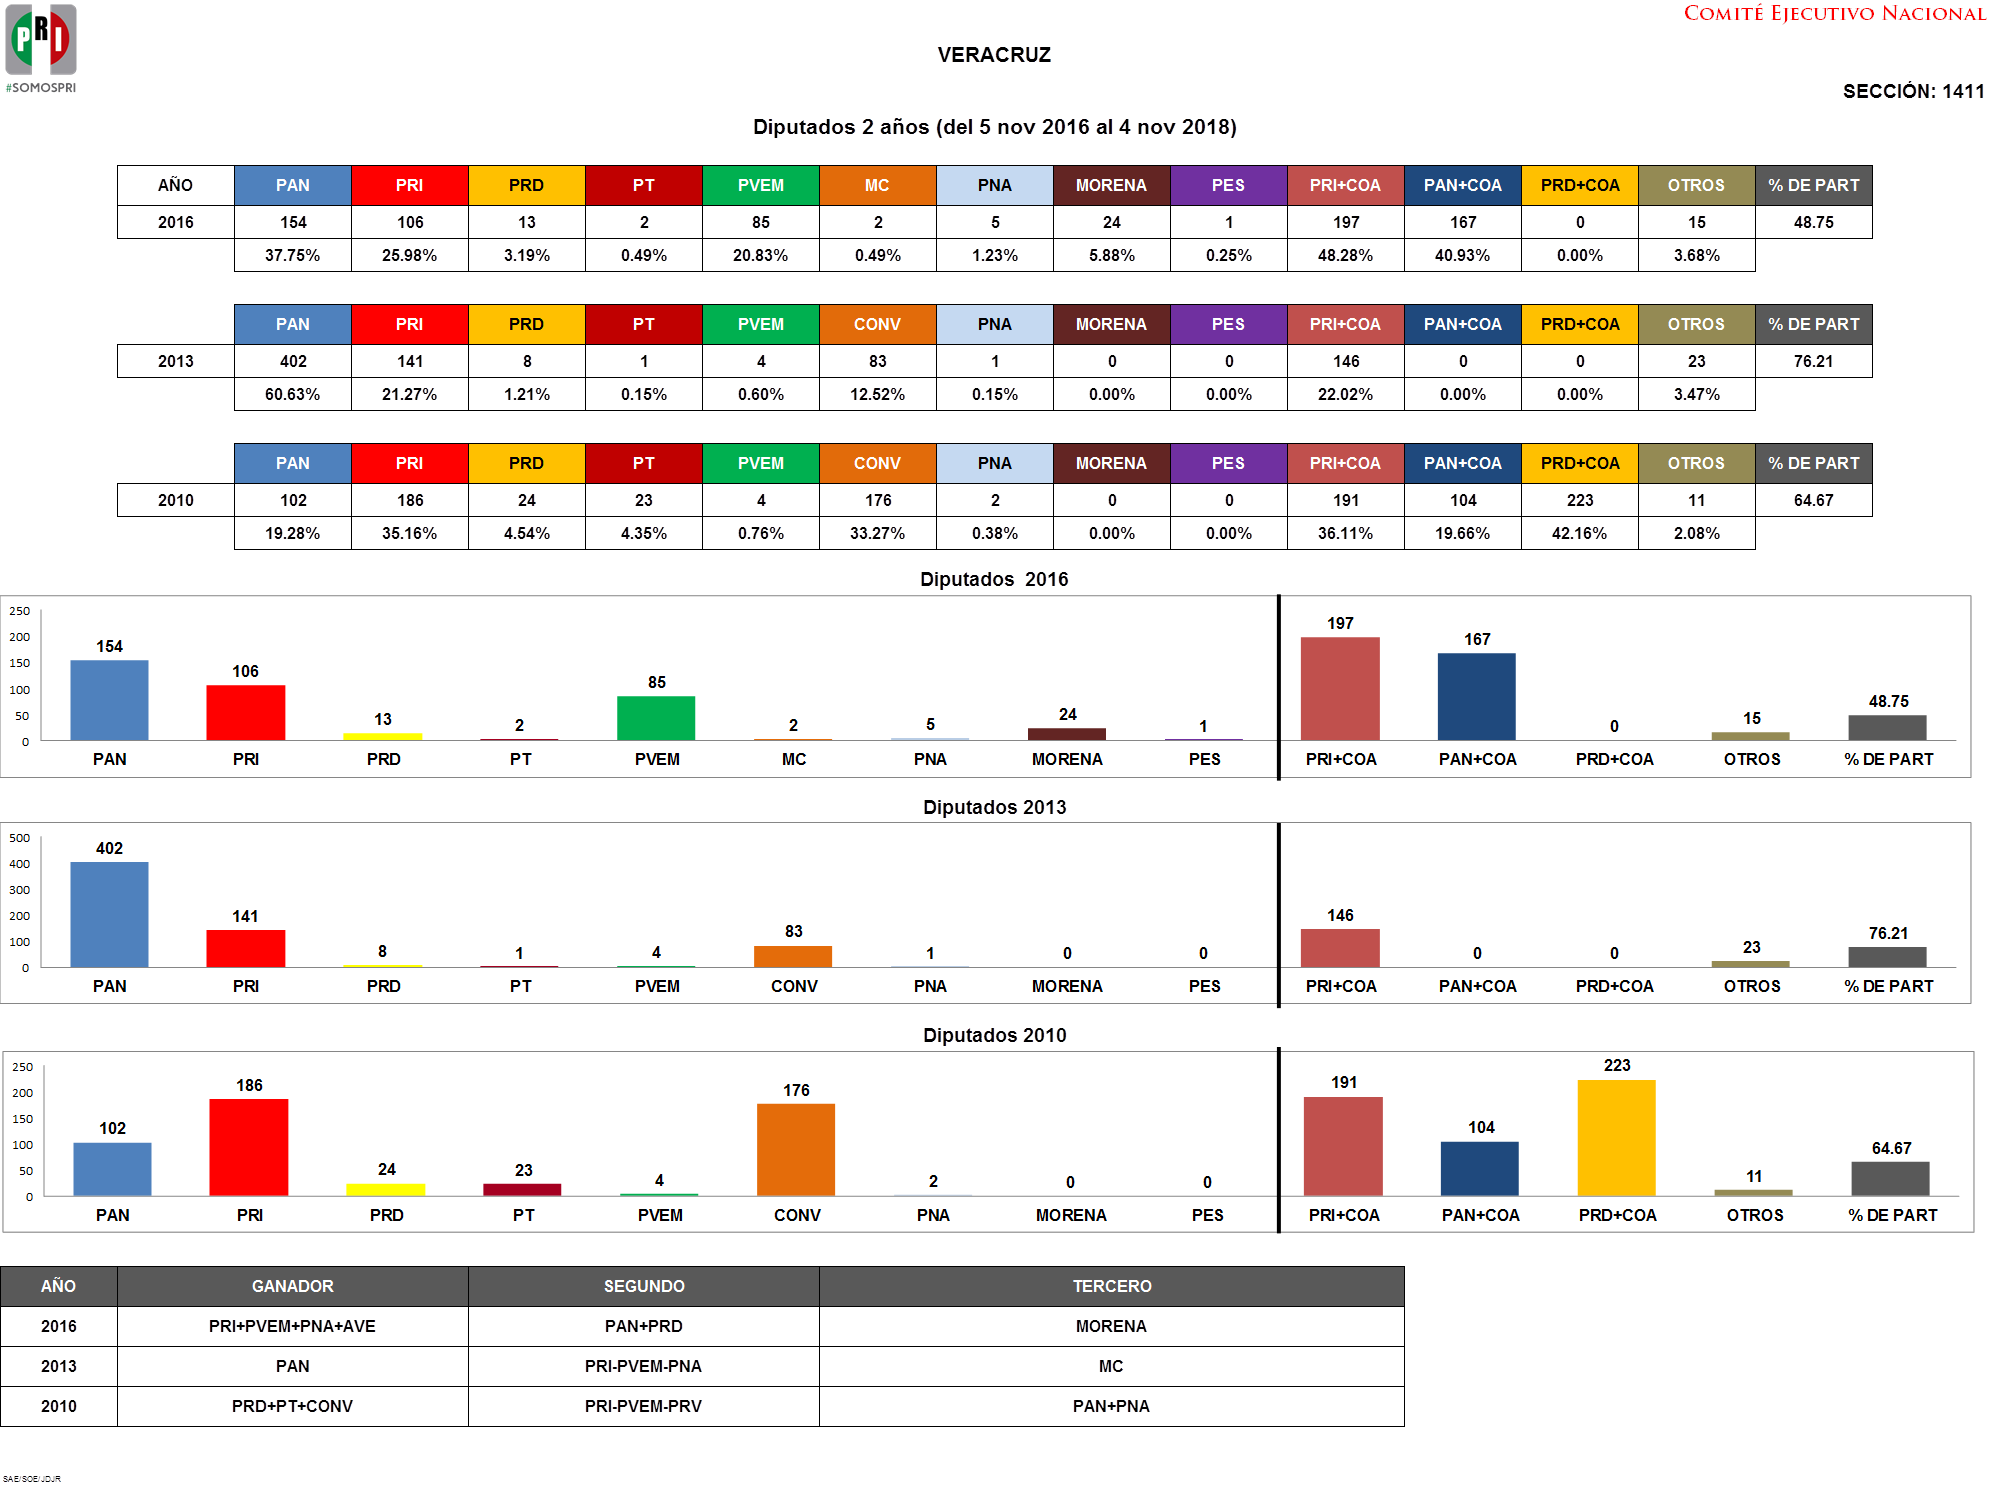 COMITÉ EJECUTIVO NACIONAL
PRI
#SOMOSPRI
VERACRUZ
SECCIÓN: 1411
Diputados 2 años (del 5 nov 2016 al 4 nov 2018)
AÑO PAN PRI PRD PT PVEM MC PNA MORENA PES PRI+COA PAN+COA PRD+COA OTROS % DE PART
2016 154 106 13 2 85 2 5 24 1 197 167 0 15 48.75
37.75% 25.98% 3.19% 0.49% 20.83% 0.49% 1.23% 5.88% 0.25% 48.28% 40.93% 0.00% 3.68%
PAN PRI PRD PT PVEM CONV PNA MORENA PES PRI+COA PAN+COA PRD+COA OTROS % DE PART
2013 402 141 8 1 4 83 1 0 0 146 0 0 23 76.21
60.63% 21.27% 1.21% 0.15% 0.60% 12.52% 0.15% 0.00% 0.00% 22.02% 0.00% 0.00% 3.47%
PAN PRI PRD PT PVEM CONV PNA MORENA PES PRI+COA PAN+COA PRD+COA OTROS % DE PART
2010 102 186 24 23 4 176 2 0 0 191 104 223 11 64.67
19.28% 35.16% 4.54% 4.35% 0.76% 33.27% 0.38% 0.00% 0.00% 36.11% 19.66% 42.16% 2.08%
Diputados 2016
250
200
150
100
50
0
154 106 13 2 85 2 5 24 1 197 167 0 15 48.75
PAN PRI PRD PT PVEM MC PNA MORENA PES PRI+COA PAN+COA PRD+COA OTROS % DE PART
Diputados 2013
500
400
300
200
100
0
402 141 8 1 4 83 1 0 0 146 0 0 23 76.21
PAN PRI PRD PT PVEM CONV PNA MORENA PES PRI+COA PAN+COA PRD+COA OTROS % DE PART
Diputados 2010
250
200
150
100
50
0
102 186 24 23 4 176 2 0 0 191 104 223 11 64.67
PAN PRI PRD PT PVEM CONV PNA MORENA PES PRI+COA PAN+COA PRD+COA OTROS % DE PART
AÑO GANADOR SEGUNDO TERCERO
2016 PRI+PVEM+PNA+AVE PAN+PRD MORENA
2013 PAN PRI-PVEM-PNA MC
2010 PRD+PT+CONV PRI-PVEM-PRV PAN+PNA
SAE/SOE/JDJR